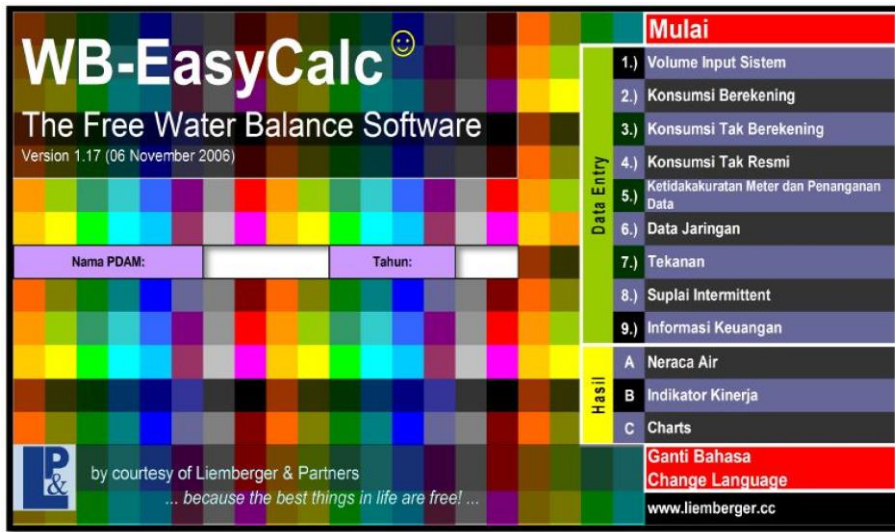 WB-EasyCalc
The Free Water Balance Software
Version 1.17 (06 November 2006)
Nama PDAM:
Tahun:
by courtesy of Liemberger & Partners
... because the best things in life are free! ...
L P &
Mulai
Data Entry
1.) Volume Input Sistem
2.) Konsumsi Berekening
3.) Konsumsi Tak Berekening
4.) Konsumsi Tak Resmi
5.) Ketidakakuratan Meter dan Penanganan
Data
6.) Data Jaringan
7.) Tekanan
8.) Suplai Intermittent
9.) Informasi Keuangan
Hasil
A Neraca Air
B Indikator Kinerja
C Charts
Ganti Bahasa
Change Language
www.liemberger.cc